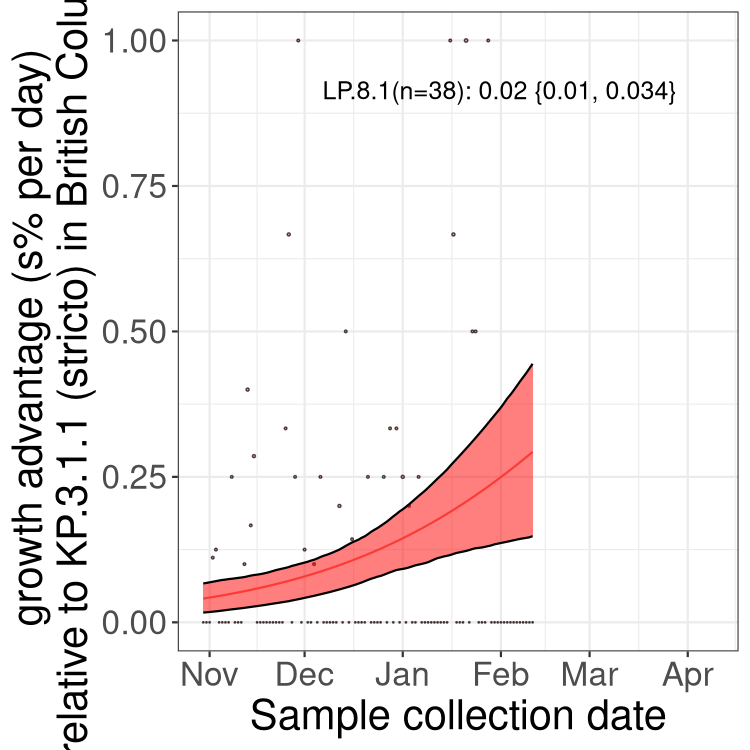 growth advantage (s% per day)
relative to KP.3.1.1 (stricto) in British Colu
1.00
0.75
0.50
0.25
0.00
LP.8.1(n=38): 0.02 {0.01, 0.034}
Nov Dec Jan Feb Mar Apr
Sample collection date